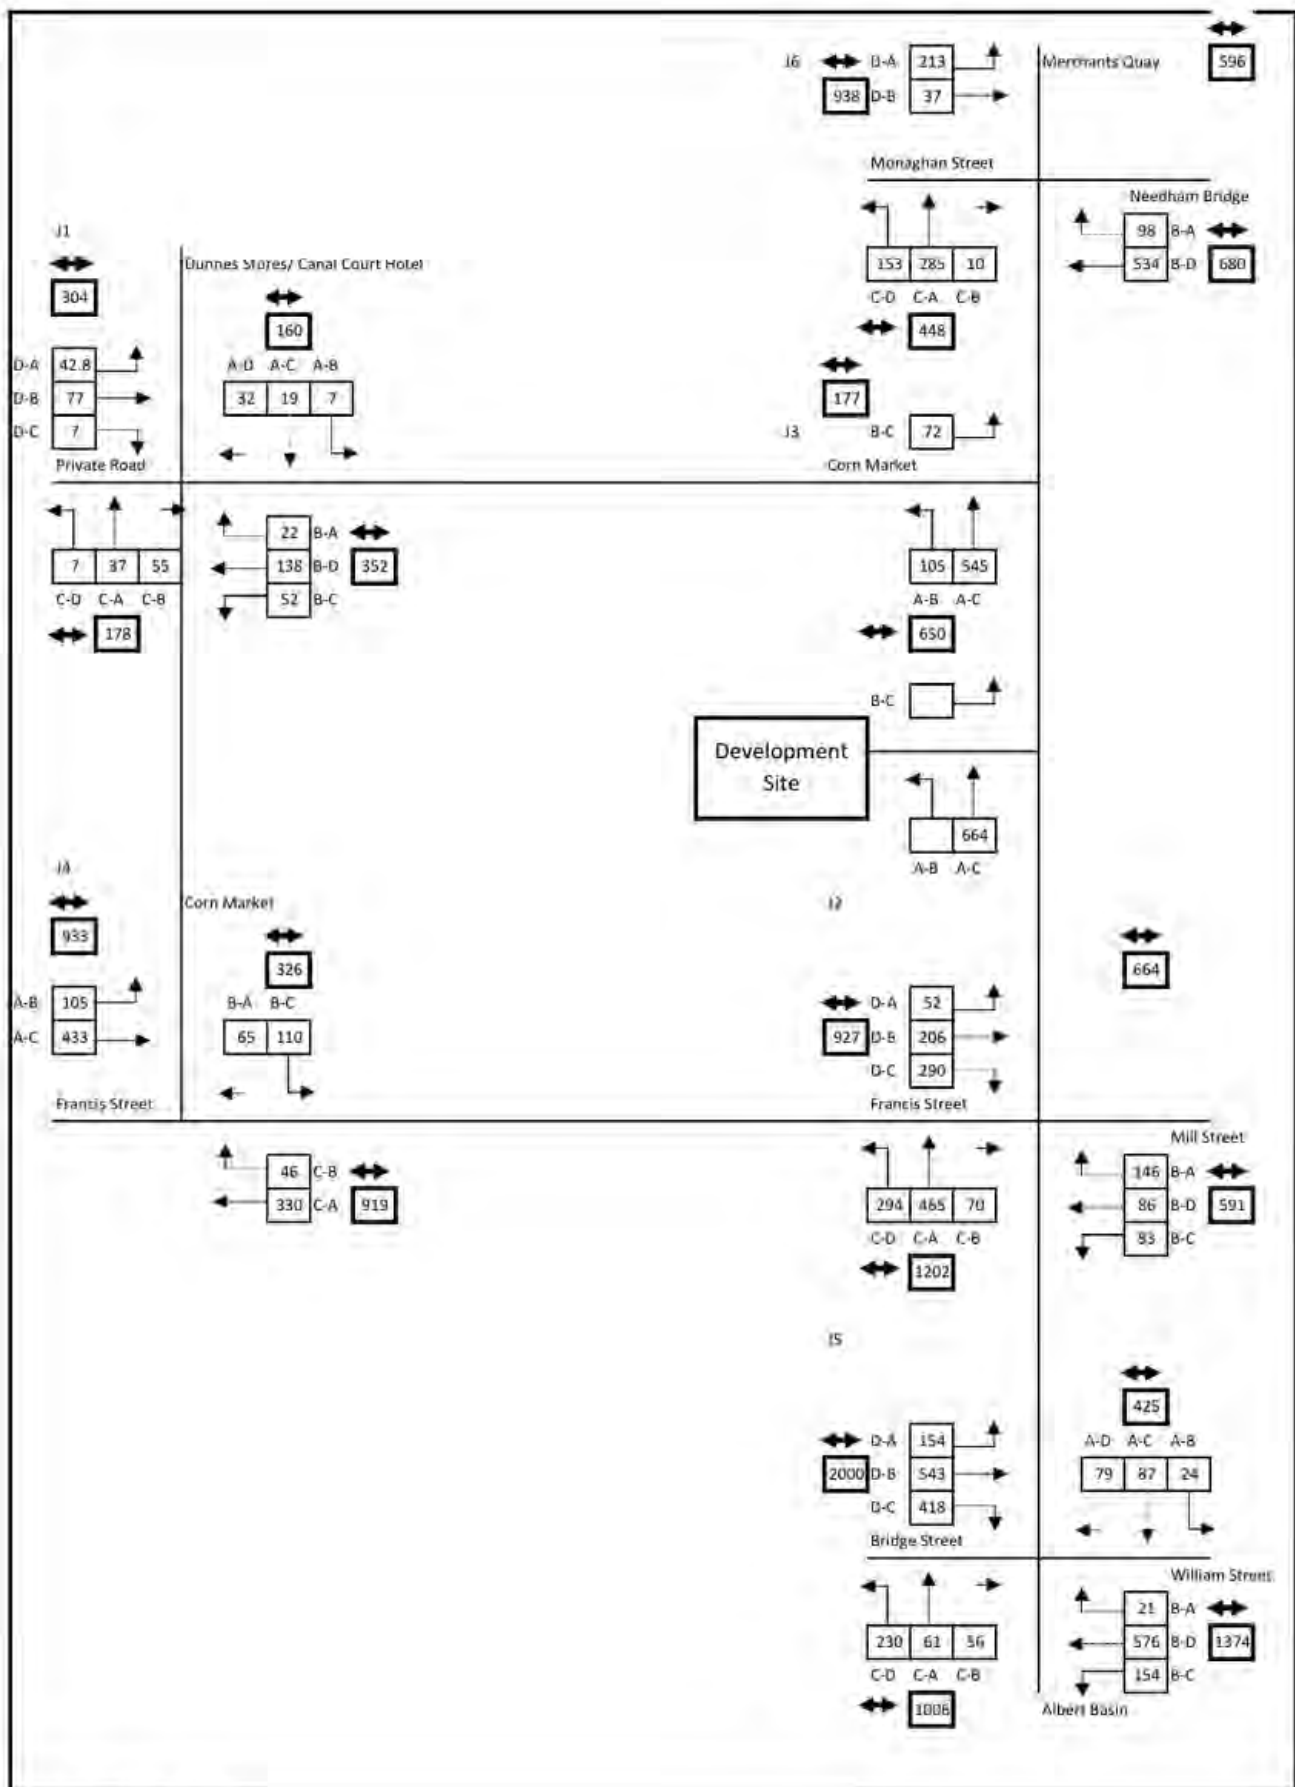 596
J6 D-A 213 Merchants Quay
938 D-B 37
Monaghan Street
Needham Bridge
J1
98 B-A
Dunnes Stores/ Canal Court Hotel
153 285 10
534 B-D 680
304
C-D C-A C-B
160
448
D-A 42.8
A-D A-C A-B
D-B 77
32 19 7
177
D-C 7
J3 B-C 72
Private Road
Corn Market
22 B-A
7 37 55
138 B-D 352
105 545
C-D C-A C-B
52 B-C
A-B A-C
178
650
B-C
Development
Site
664
A-B A-C
J4
Corn Market
J2
933
326
664
A-B 105
B-A B-C
D-A 52
A-C 433
65 110
927 D-B 206
D-C 290
Francis Street
Francis Street
Mill Street
46 C-B
146 B-A
330 C-A 919
294 465 70
86 B-D 591
C-D C-A C-B
83 B-C
1202
J5
425
D-A 154
A-D A-C A-B
2000 D-B 543
79 87 24
D-C 418
Bridge Street
William Street
21 B-A
230 61 56
576 B-D 1374
C-D C-A C-B
154 B-C
1006
Albert Basin